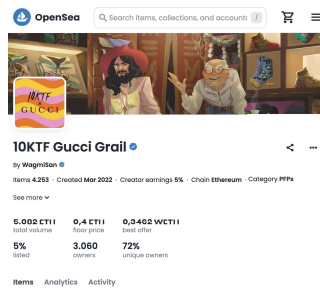 OpenSea
Search items, collections, and accounts /
10KTF
GUCCI
10KTF Gucci Grail
By WagmiSan
Items 4.253 · Created Mar 2022 · Creator earnings 5% · Chain Ethereum · Category PFPs
See more
5.082 ETH 0,4 ETH 0,3462 WETH
total volume floor price best offer
5% 3.060 72%
listed owners unique owners
Items Analytics Activity